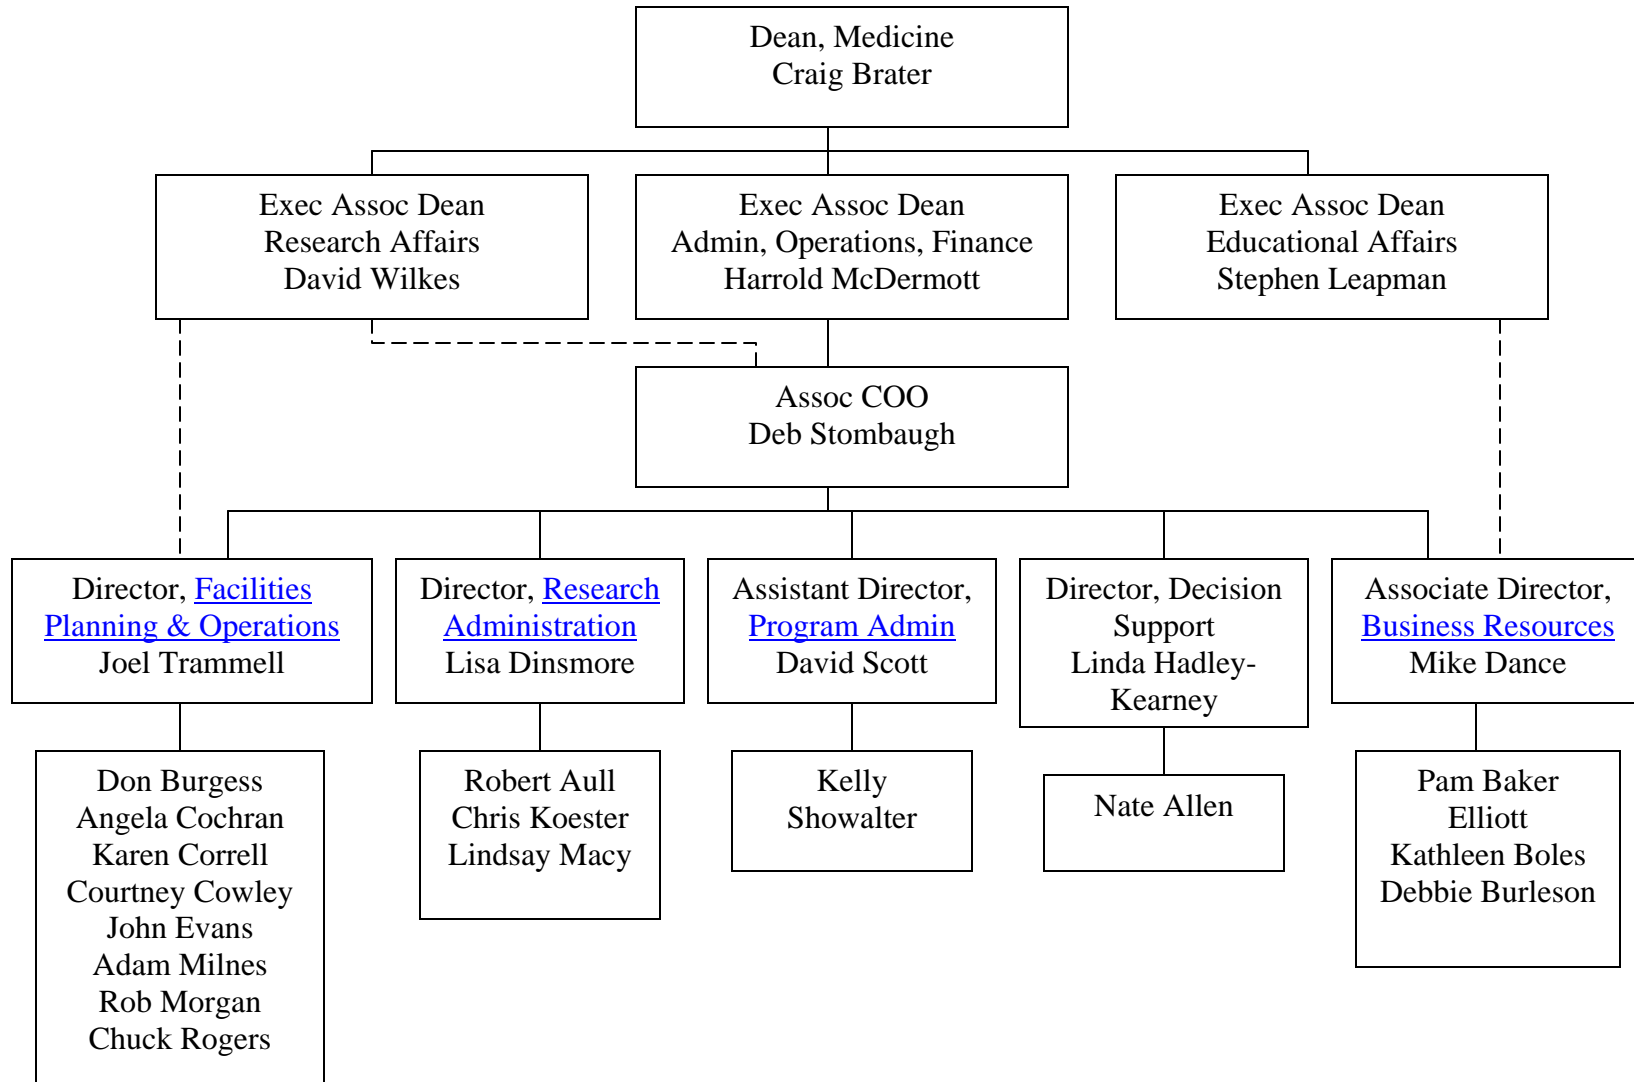 Dean, Medicine
Craig Brater
Exec Assoc Dean
Research Affairs
David Wilkes
Exec Assoc Dean
Admin, Operations, Finance
Harrold McDermott
Exec Assoc Dean
Educational Affairs
Stephen Leapman
Assoc COO
Deb Stombaugh
Director, Facilities
Planning & Operations
Joel Trammell
Director, Research
Administration
Lisa Dinsmore
Assistant Director,
Program Admin
David Scott
Director, Decision
Support
Linda Hadley-
Kearney
Associate Director,
Business Resources
Mike Dance
Don Burgess
Angela Cochran
Karen Correll
Courtney Cowley
John Evans
Adam Milnes
Rob Morgan
Chuck Rogers
Robert Aull
Chris Koester
Lindsay Macy
Kelly
Showalter
Nate Allen
Pam Baker
Elliott
Kathleen Boles
Debbie Burleson